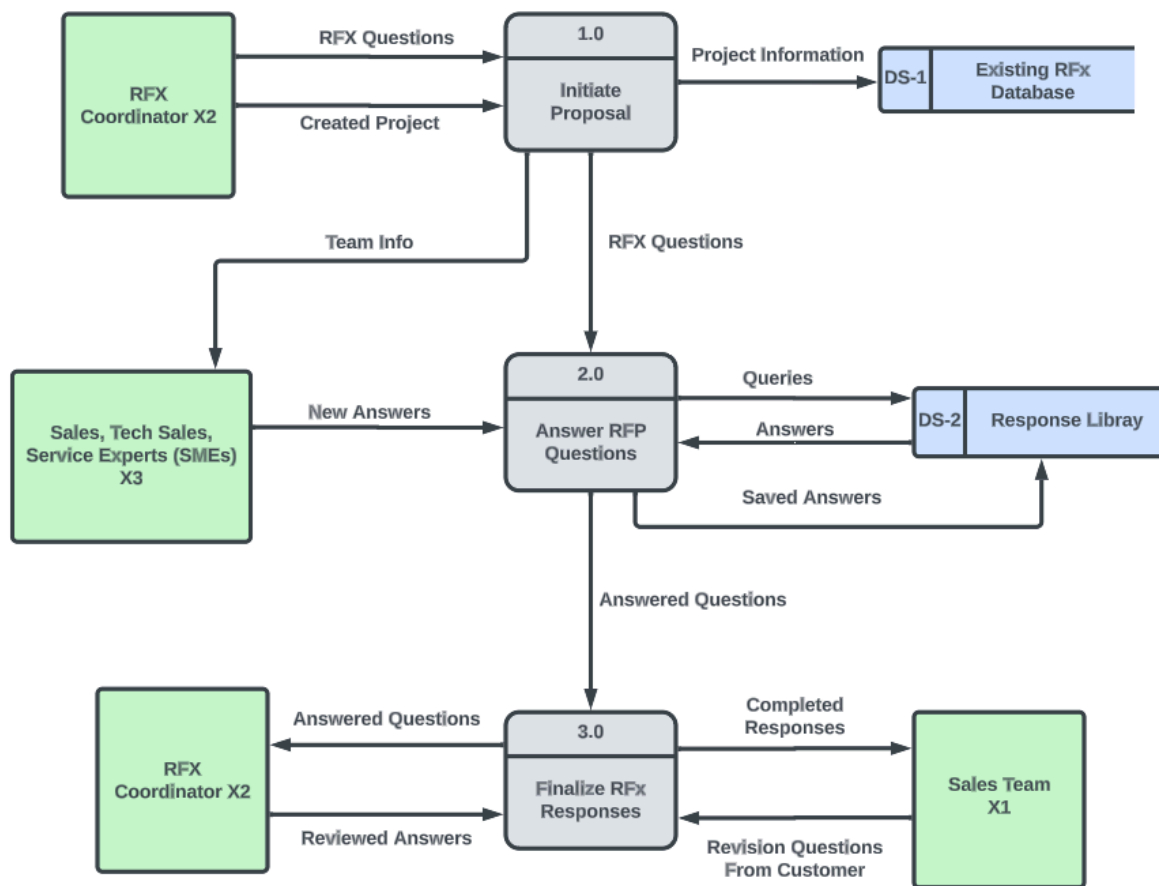 RFX Questions
1.0
Project Information
DS-1
Existing RFx
Database
RFX
Coordinator X2
Initiate
Proposal
Created Project
Team Info
RFX Questions
2.0
Queries
New Answers
Sales, Tech Sales,
Service Experts (SMEs)
X3
Answer RFP
Questions
Answers
DS-2
Response Libray
Saved Answers
Answered Questions
Answered Questions
3.0
Completed
Responses
RFX
Coordinator X2
Finalize RFx
Responses
Sales Team
X1
Reviewed Answers
Revision Questions
From Customer